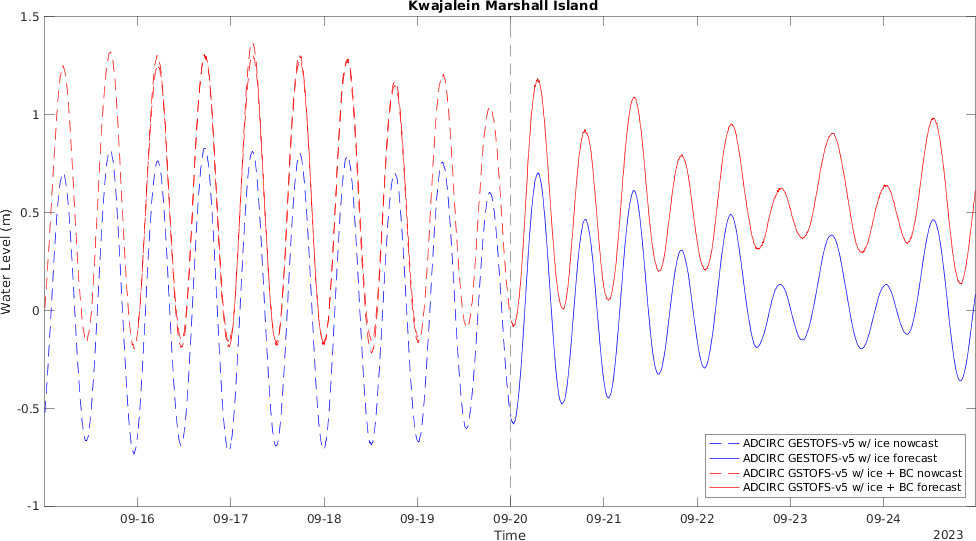 Kwajalein Marshall Island
1.5
1
0.5
0
-0.5
-1
Water Level (m)
ADCIRC GESTOFS-v5 w/ ice nowcast
ADCIRC GESTOFS-v5 w/ ice forecast
ADCIRC GSTOFS-v5 w/ ice + BC nowcast
ADCIRC GSTOFS-v5 w/ ice + BC forecast
09-16 09-17 09-18 09-19 09-20 09-21 09-22 09-23 09-24
Time
2023